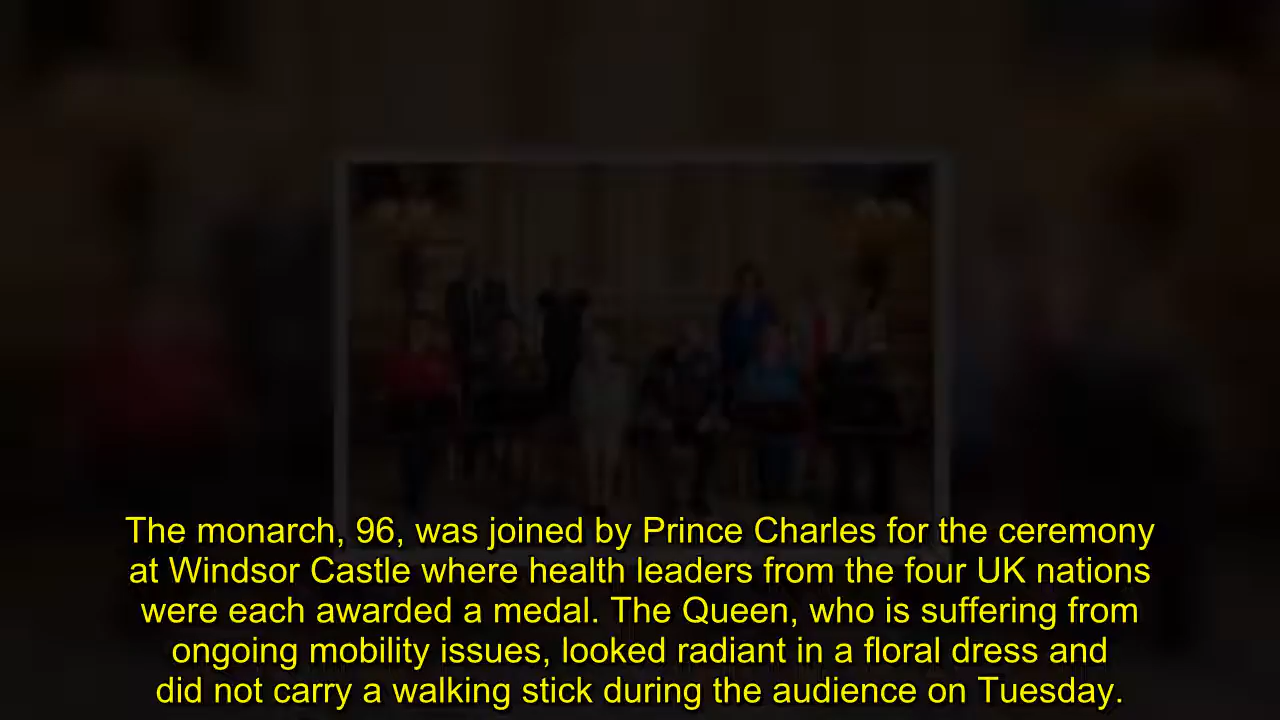 The monarch, 96, was joined by Prince Charles for the ceremony
at Windsor Castle where health leaders from the four UK nations
were each awarded a medal. The Queen, who is suffering from
ongoing mobility issues, looked radiant in a floral dress and
did not carry a walking stick during the audience on Tuesday.